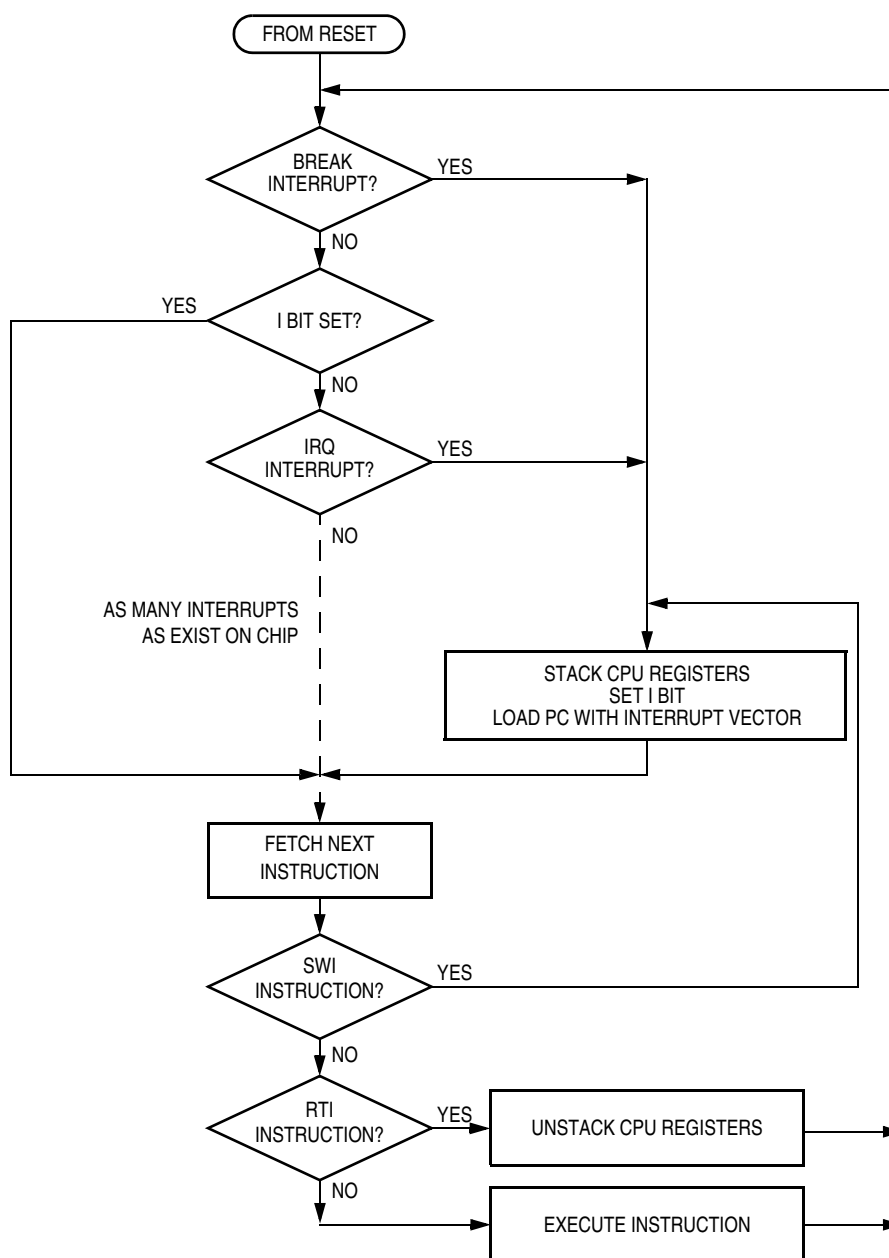 FROM RESET
BREAK
INTERRUPT?
YES
NO
YES
I BIT SET?
NO
IRQ
INTERRUPT?
YES
NO
AS MANY INTERRUPTS
AS EXIST ON CHIP
STACK CPU REGISTERS
SET I BIT
LOAD PC WITH INTERRUPT VECTOR
FETCH NEXT
INSTRUCTION
SWI
INSTRUCTION?
YES
NO
RTI
INSTRUCTION?
YES
UNSTACK CPU REGISTERS
NO
EXECUTE INSTRUCTION